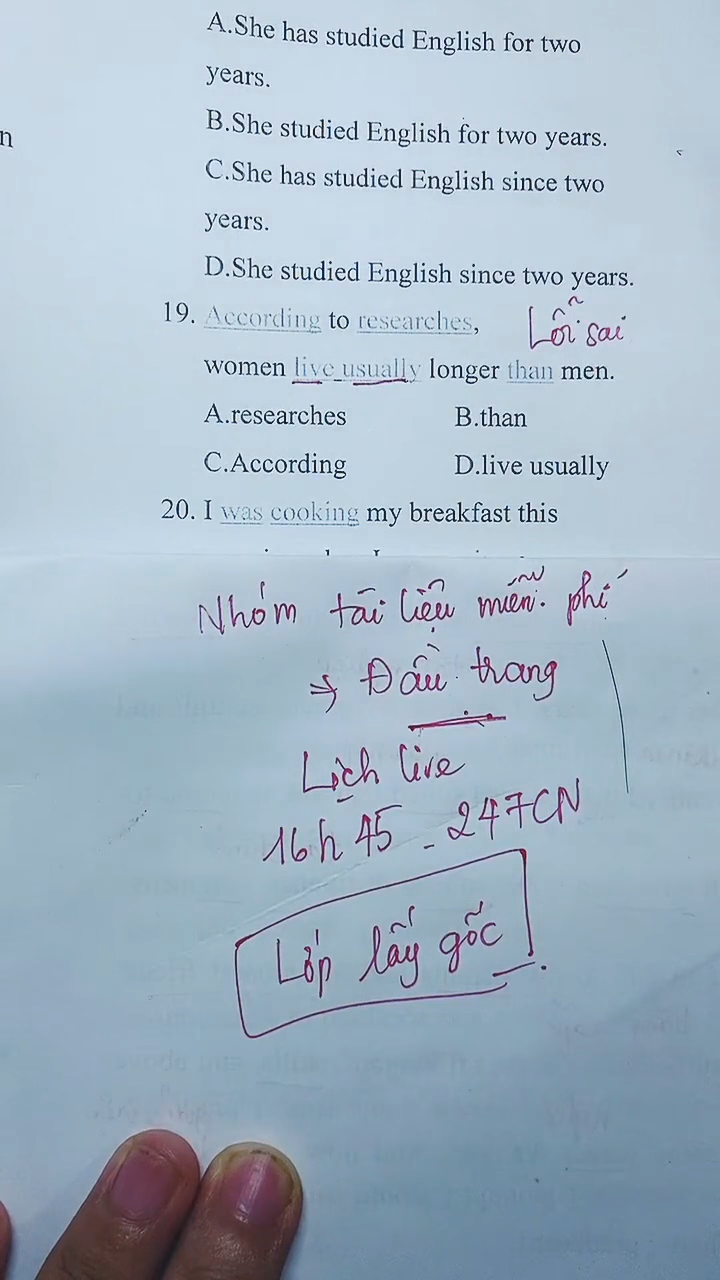 n
A.She has studied English for two
years.
B.She studied English for two years.
C.She has studied English since two
years.
D.She studied English since two years.
19. According to researches,
Lỗi sai
women live usually longer than men.
A.researches B.than
C.According D.live usually
20. I was cooking my breakfast this
Nhóm tài liệu miễn phí
⇒ Đầu trang
Lịch live
16h45 - 247CN
Lớp lấy gốc